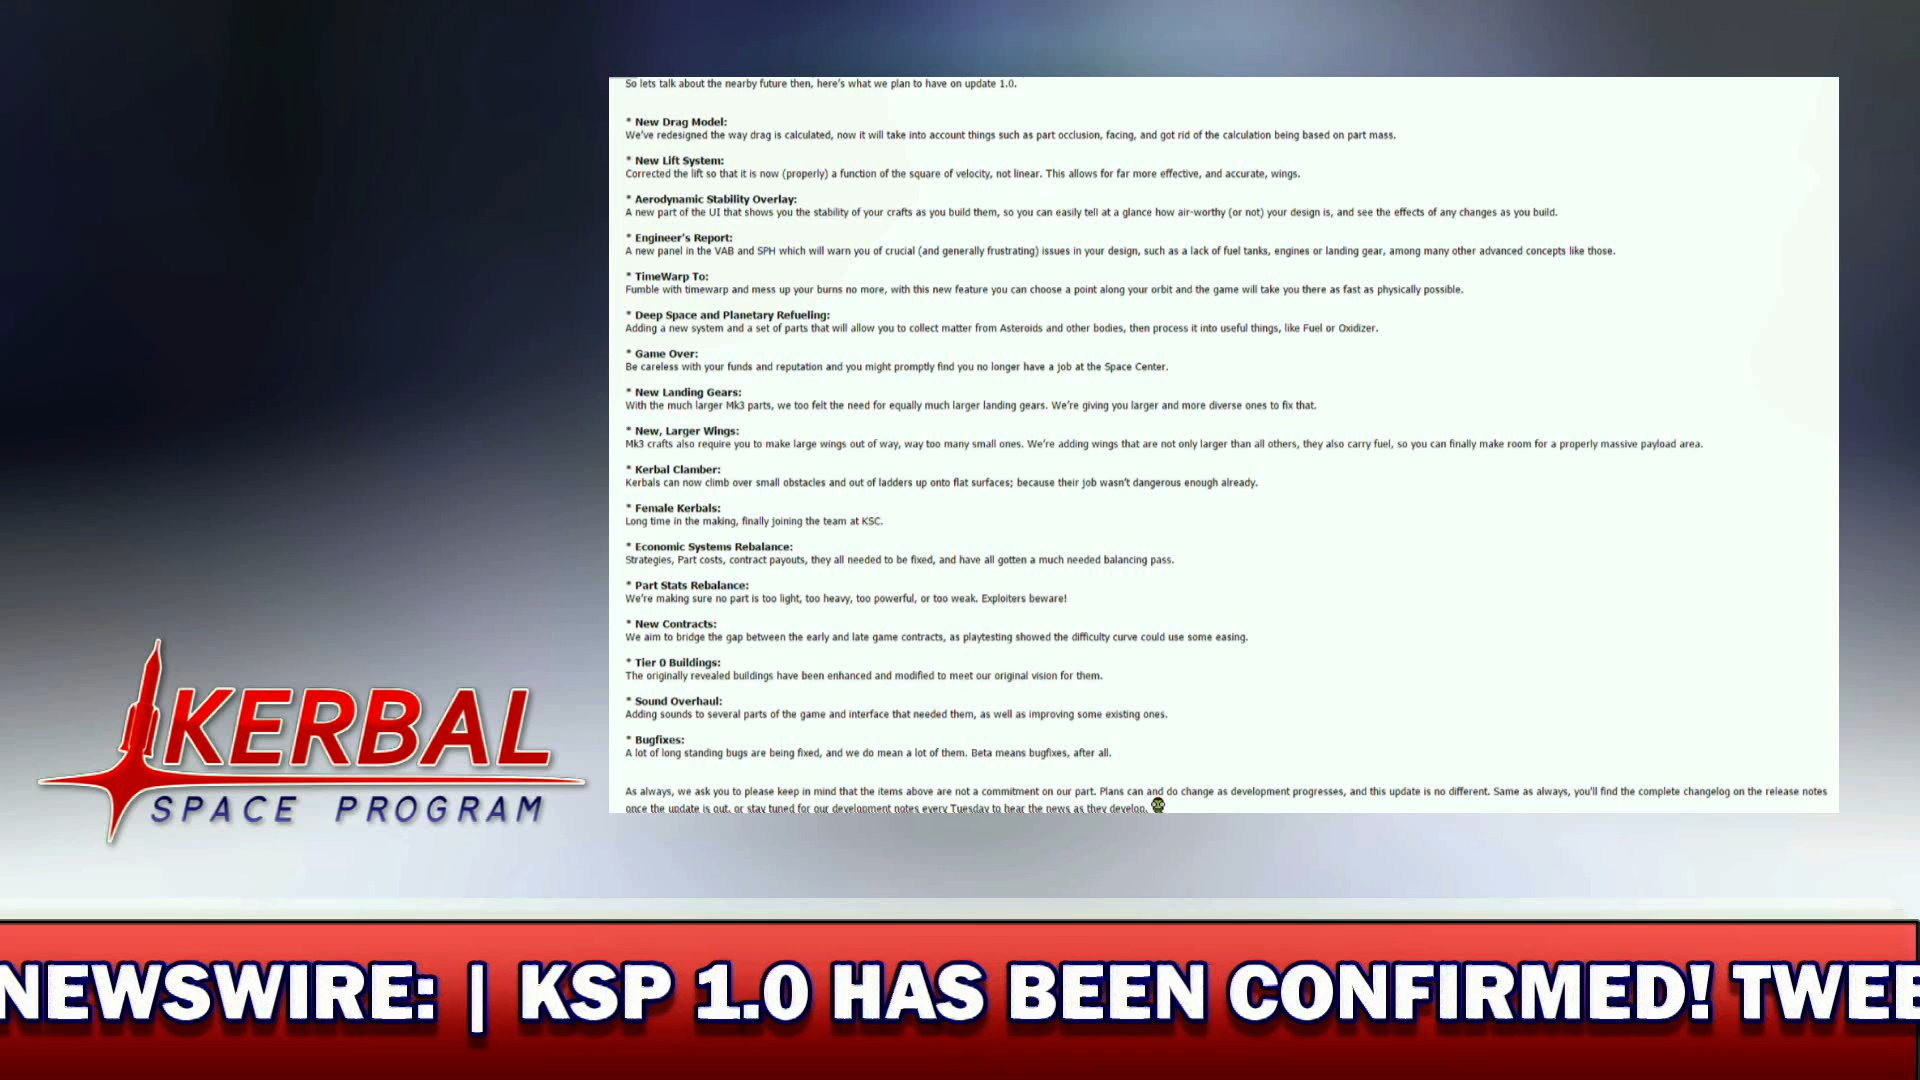 So lets talk about the nearby future then, here's what we plan to have on update 1.0.
* New Drag Model:
We've redesigned the way drag is calculated, now it will take into account things such as part occlusion, facing, and got rid of the calculation being based on part mass.
* New Lift System:
Corrected the lift so that it is now (properly) a function of the square of velocity, not linear. This allows for far more effective, and accurate, wings.
* Aerodynamic Stability Overlay:
A new part of the UI that shows you the stability of your crafts as you build them, so you can easily tell at a glance how air-worthy (or not) your design is, and see the effects of any changes as you build.
* Engineer's Report:
A new panel in the VAB and SPH which will warn you of crucial (and generally frustrating) issues in your design, such as a lack of fuel tanks, engines or landing gear, among many other advanced concepts like those.
* TimeWarp To:
Fumble with timewarp and mess up your burns no more, with this new feature you can choose a point along your orbit and the game will take you there as fast as physically possible.
* Deep Space and Planetary Refueling:
Adding a new system and a set of parts that will allow you to collect matter from Asteroids and other bodies, then process it into useful things, like Fuel or Oxidizer.
* Game Over:
Be careless with your funds and reputation and you might promptly find you no longer have a job at the Space Center.
* New Landing Gears:
With the much larger Mk3 parts, we too felt the need for equally much larger landing gears. We're giving you larger and more diverse ones to fix that.
* New, Larger Wings:
Mk3 crafts also require you to make large wings out of way, way too many small ones. We're adding wings that are not only larger than all others, they also carry fuel, so you can finally make room for a properly massive payload area.
* Kerbal Clamber:
Kerbals can now climb over small obstacles and out of ladders up onto flat surfaces; because their job wasn't dangerous enough already.
* Female Kerbals:
Long time in the making, finally joining the team at KSC.
* Economic Systems Rebalance:
Strategies, Part costs, contract payouts, they all needed to be fixed, and have all gotten a much needed balancing pass.
* Part Stats Rebalance:
We're making sure no part is too light, too heavy, too powerful, or too weak. Exploiters beware!
* New Contracts:
We aim to bridge the gap between the early and late game contracts, as playtesting showed the difficulty curve could use some easing.
* Tier 0 Buildings:
The originally revealed buildings have been enhanced and modified to meet our original vision for them.
* Sound Overhaul:
Adding sounds to several parts of the game and interface that needed them, as well as improving some existing ones.
* Bugfixes:
A lot of long standing bugs are being fixed, and we do mean a lot of them. Beta means bugfixes, after all.
As always, we ask you to please keep in mind that the items above are not a commitment on our part. Plans can and do change as development progresses, and this update is no different. Same as always, you'll find the complete changelog on the release notes
once the update is out, or stay tuned for our development notes every Tuesday to hear the news as they develop.
KERBAL
SPACE PROGRAM
NEWSWIRE: | KSP 1.0 HAS BEEN CONFIRMED! TWEE